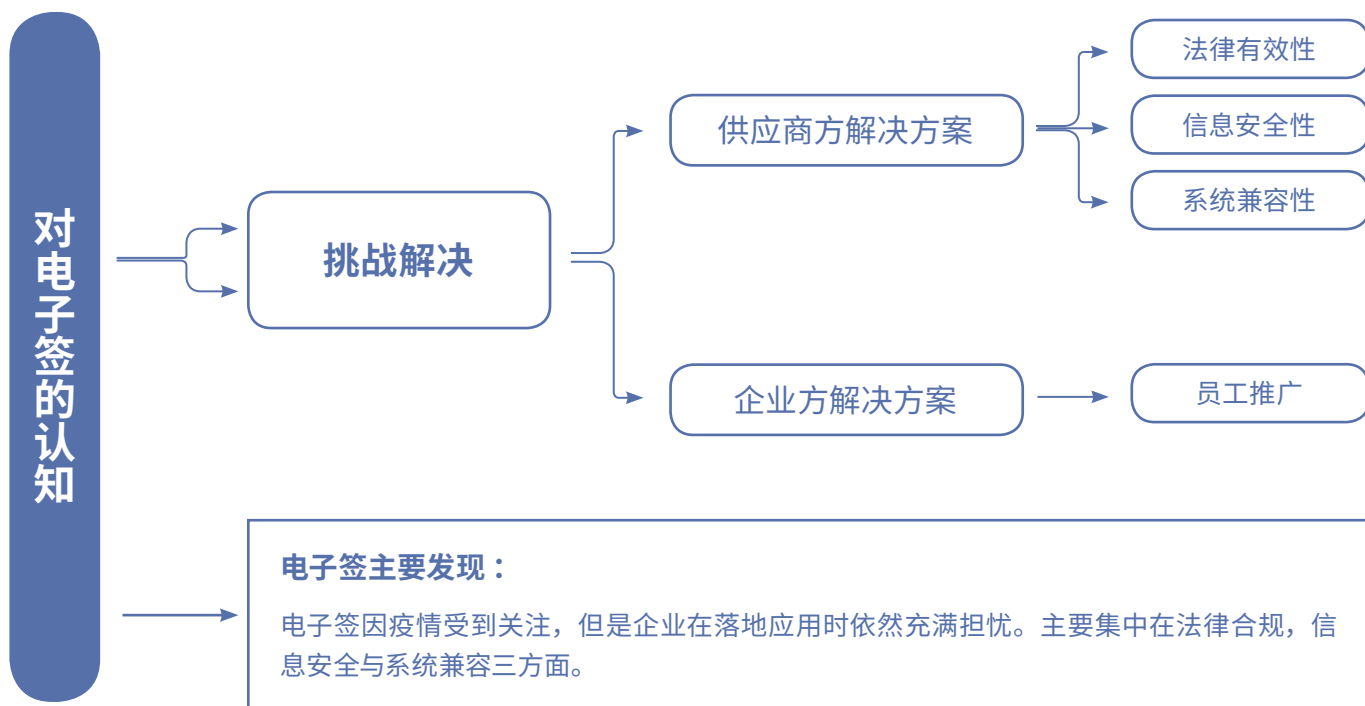 对电子签的认知
挑战解决
供应商方解决方案
法律有效性
信息安全性
系统兼容性
企业方解决方案
员工推广
电子签主要发现：
电子签因疫情受到关注，但是企业在落地应用时依然充满担忧。主要集中在法律合规，信
息安全与系统兼容三方面。